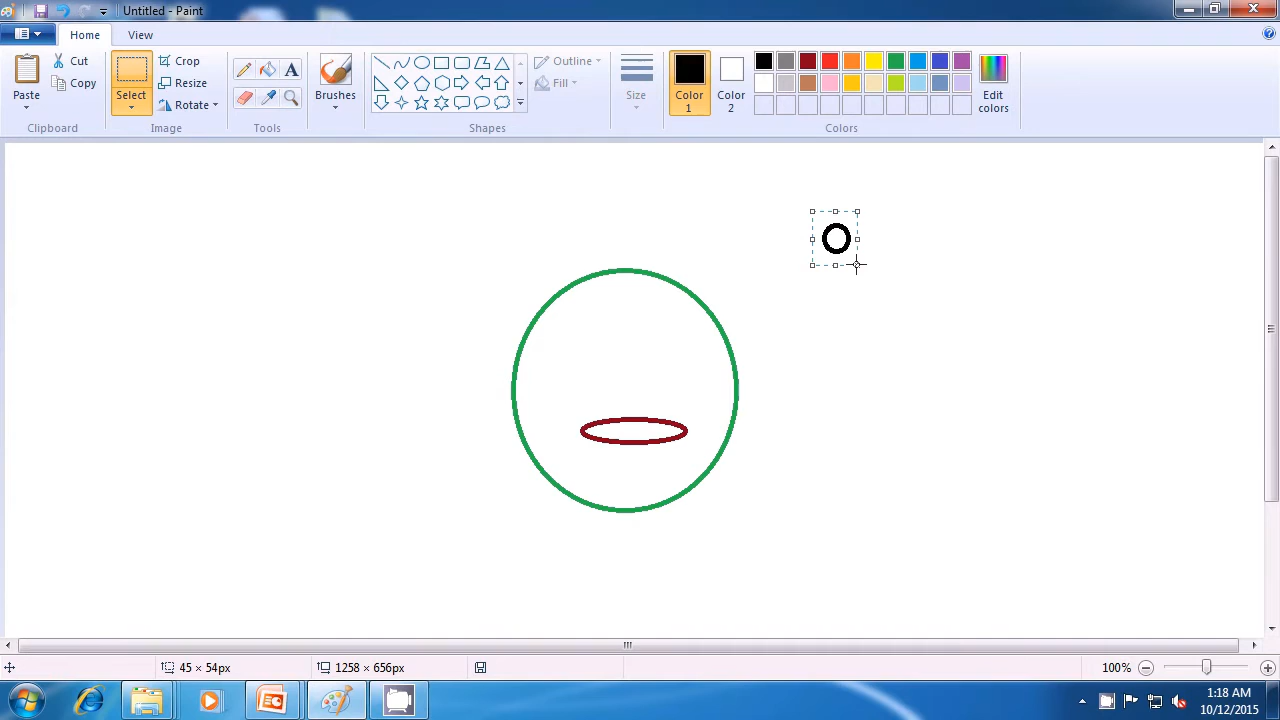 Untitled - Paint
Home View
Cut
Copy
Paste
Clipboard
Crop
Resize
Rotate
Select
Image
A
Tools
Brushes
Shapes
Outline
Fill
Size
Color 1
Color 2
Edit colors
Colors
45 × 54px
1258 × 656px
100%
1:18 AM
10/12/2015